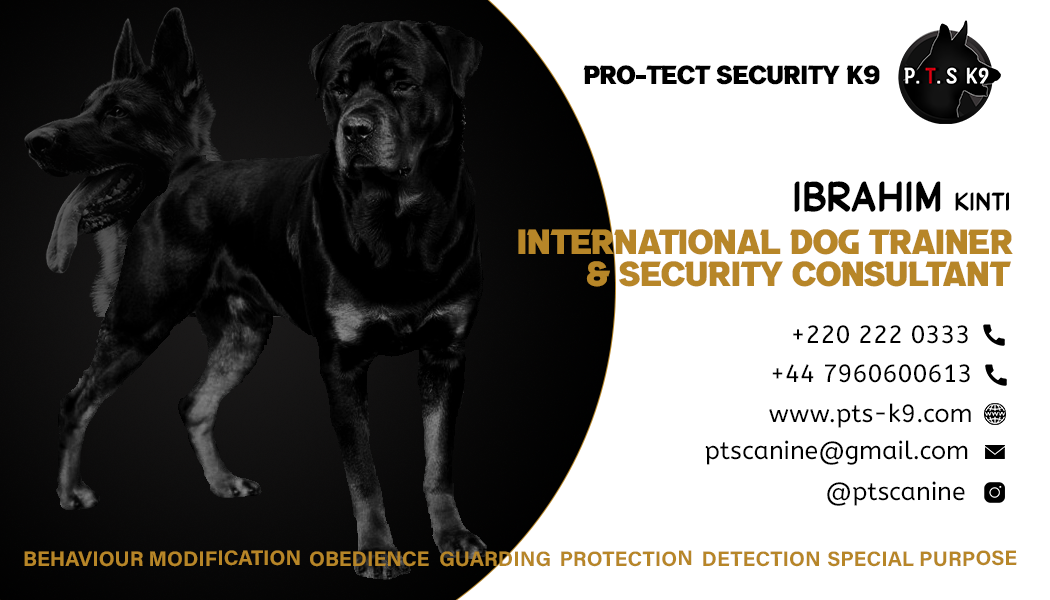 PRO-TECT SECURITY K9
P.T.S K9
IBRAHIM KINTI
INTERNATIONAL DOG TRAINER
& SECURITY CONSULTANT
+220 222 0333
+44 7960600613
www.pts-k9.com
ptscanine@gmail.com
@ptscanine
BEHAVIOUR MODIFICATION OBEDIENCE GUARDING PROTECTION DETECTION SPECIAL PURPOSE